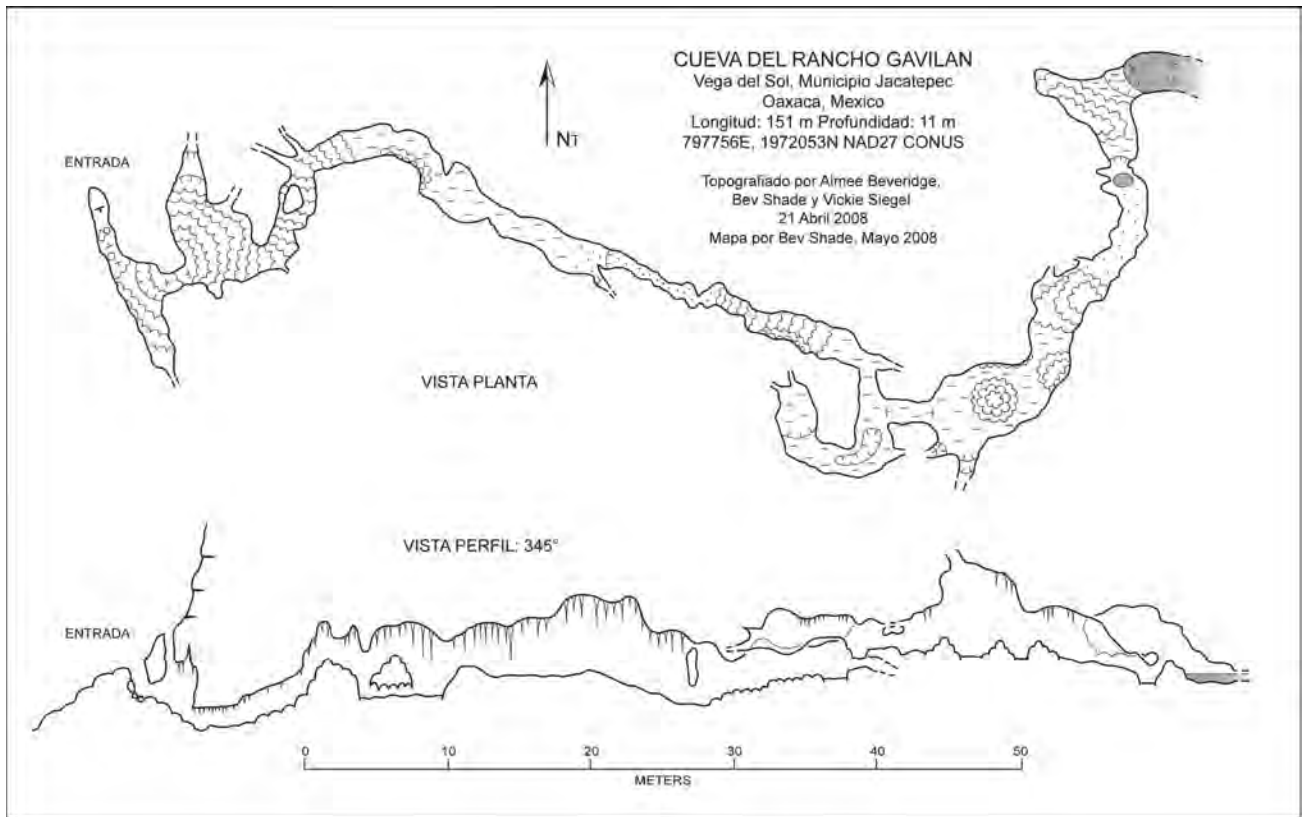 CUEVA DEL RANCHO GAVILAN
Vega del Sol, Municipio Jacatepec
Oaxaca, Mexico
Longitud: 151 m Profundidad: 11 m
797756E, 1972053N NAD27 CONUS
Topografiado por Aimee Beveridge,
Bev Shade y Vickie Siegel
21 Abril 2008
Mapa por Bev Shade, Mayo 2008
NT
ENTRADA
VISTA PLANTA
VISTA PERFIL: 345°
ENTRADA
0 10 20 30 40 50
METERS